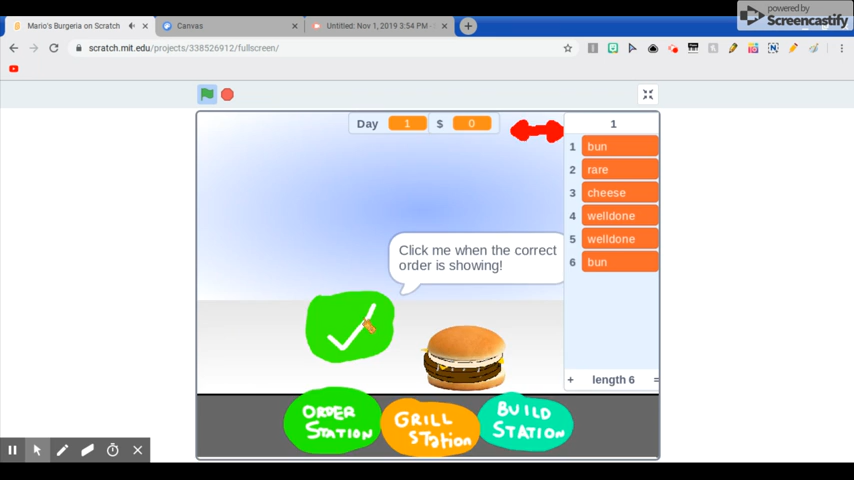 Mario's Burgeria on Scratch
Canvas
Untitled: Nov 1, 2019 3:54 PM -
powered by
Screencastify
scratch.mit.edu/projects/338526912/fullscreen/
Day 1 $ 0
1
1 bun
2 rare
3 cheese
4 welldone
5 welldone
6 bun
Click me when the correct
order is showing!
+ length 6 =
ORDER
STATION
GRILL
STATION
BUILD
STATION